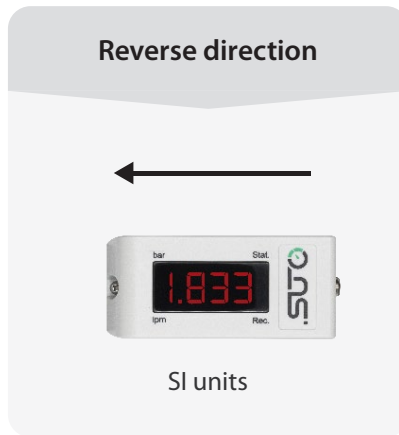 Reverse direction
bar Stat.
1.833
lpm Rec.
SUTO
SI units